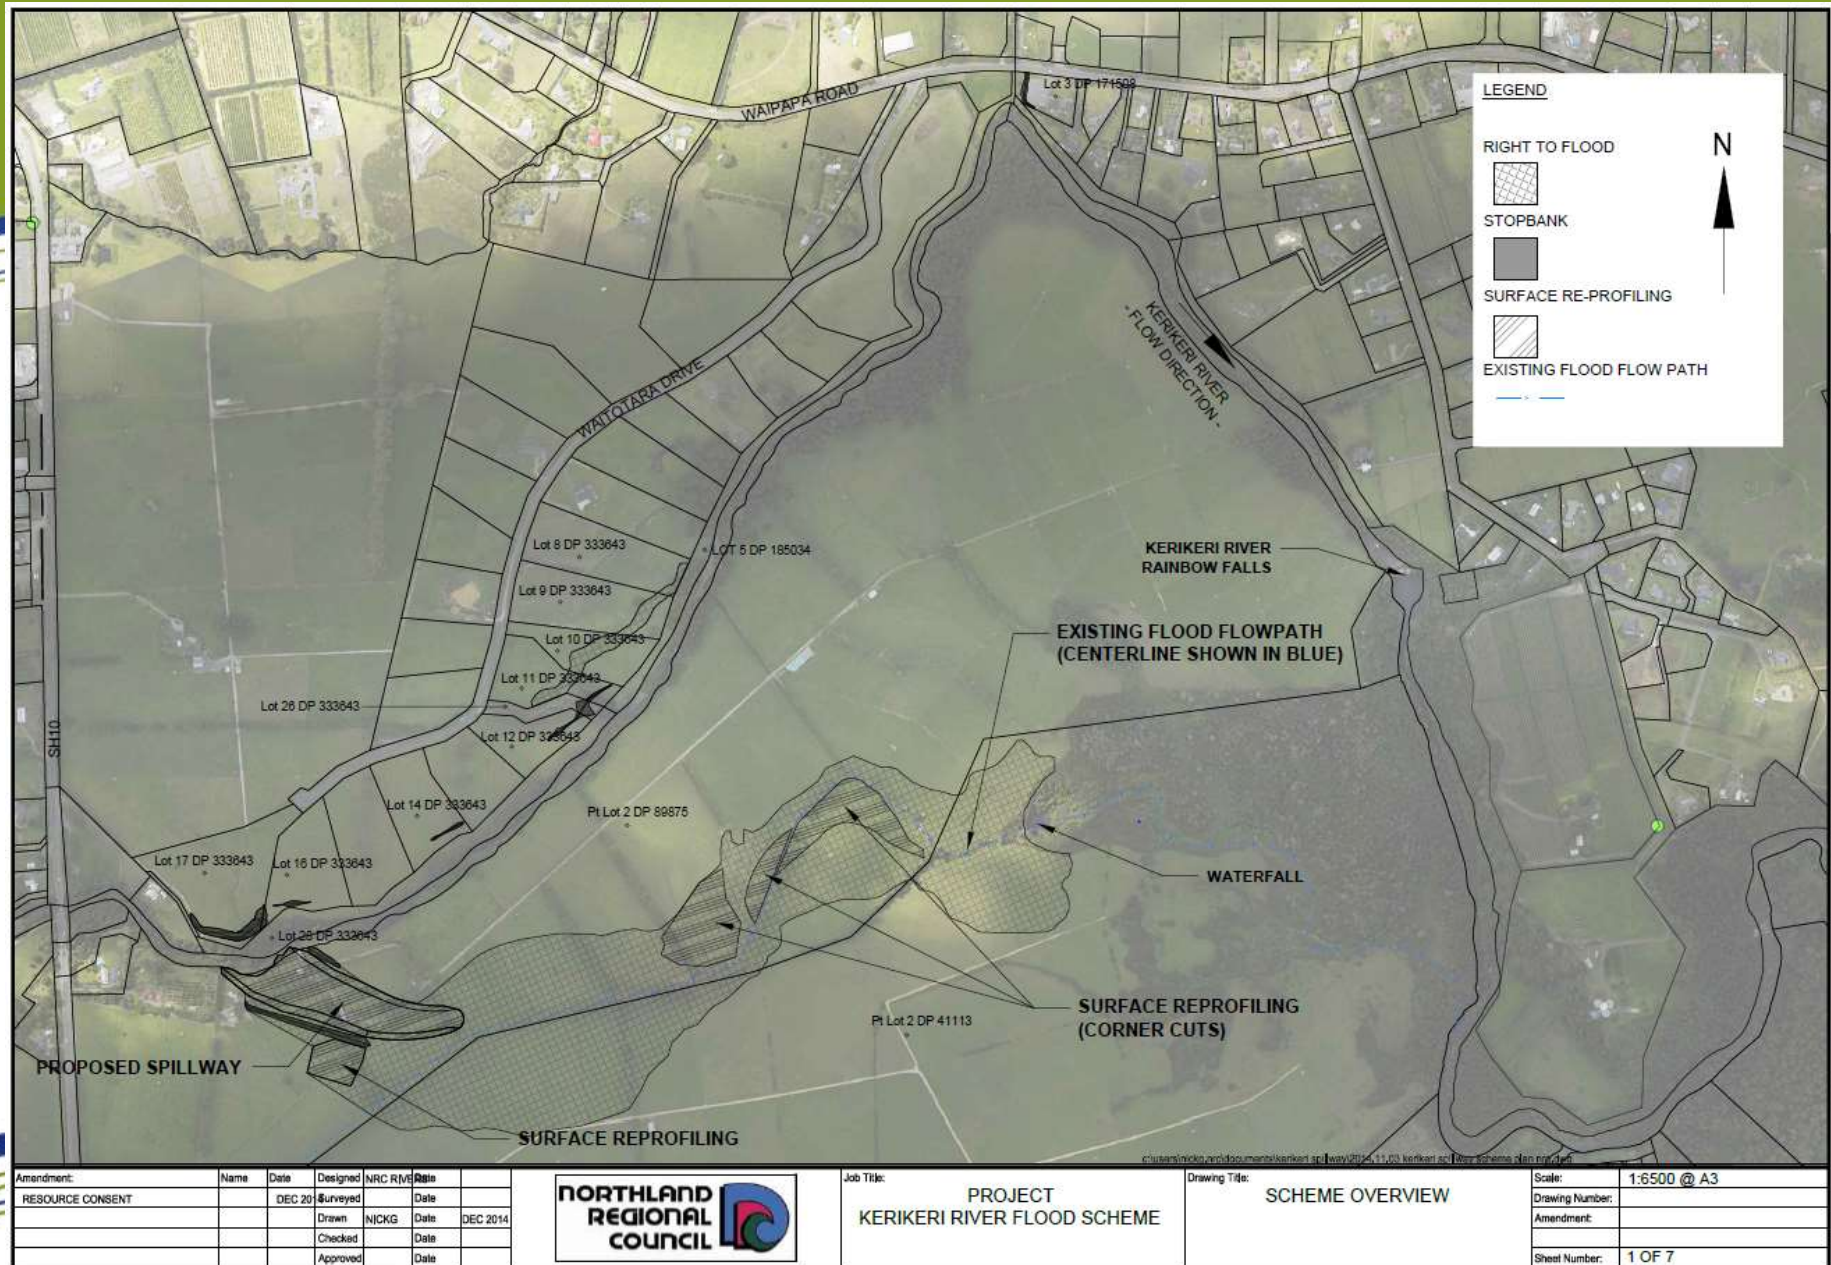 WAIPAPA ROAD
Lot 3 DP 171598
LEGEND
RIGHT TO FLOOD
STOPBANK
SURFACE RE-PROFILING
EXISTING FLOOD FLOW PATH
N
KERIKERI RIVER
- FLOW DIRECTION -
WAITOTARA DRIVE
SH10
Lot 8 DP 333643
LOT 5 DP 185034
Lot 9 DP 333643
Lot 10 DP 333643
Lot 11 DP 333643
Lot 26 DP 333643
Lot 12 DP 333643
Lot 14 DP 333643
Lot 17 DP 333643
Lot 16 DP 333643
Lot 28 DP 333643
Pt Lot 2 DP 89875
KERIKERI RIVER
RAINBOW FALLS
EXISTING FLOOD FLOWPATH
(CENTERLINE SHOWN IN BLUE)
WATERFALL
SURFACE REPROFILING
(CORNER CUTS)
Pt Lot 2 DP 41113
PROPOSED SPILLWAY
SURFACE REPROFILING
Amendment: Name Date Designed NRC Date
RESOURCE CONSENT DEC Surveyed Date
Drawn NICKG Date DEC 2014
Checked Date
Approved Date
NORTHLAND
REGIONAL
COUNCIL
Job Title:
PROJECT
KERIKERI RIVER FLOOD SCHEME
Drawing Title:
SCHEME OVERVIEW
Scale: 1:6500 @ A3
Drawing Number:
Amendment:
Sheet Number: 1 OF 7